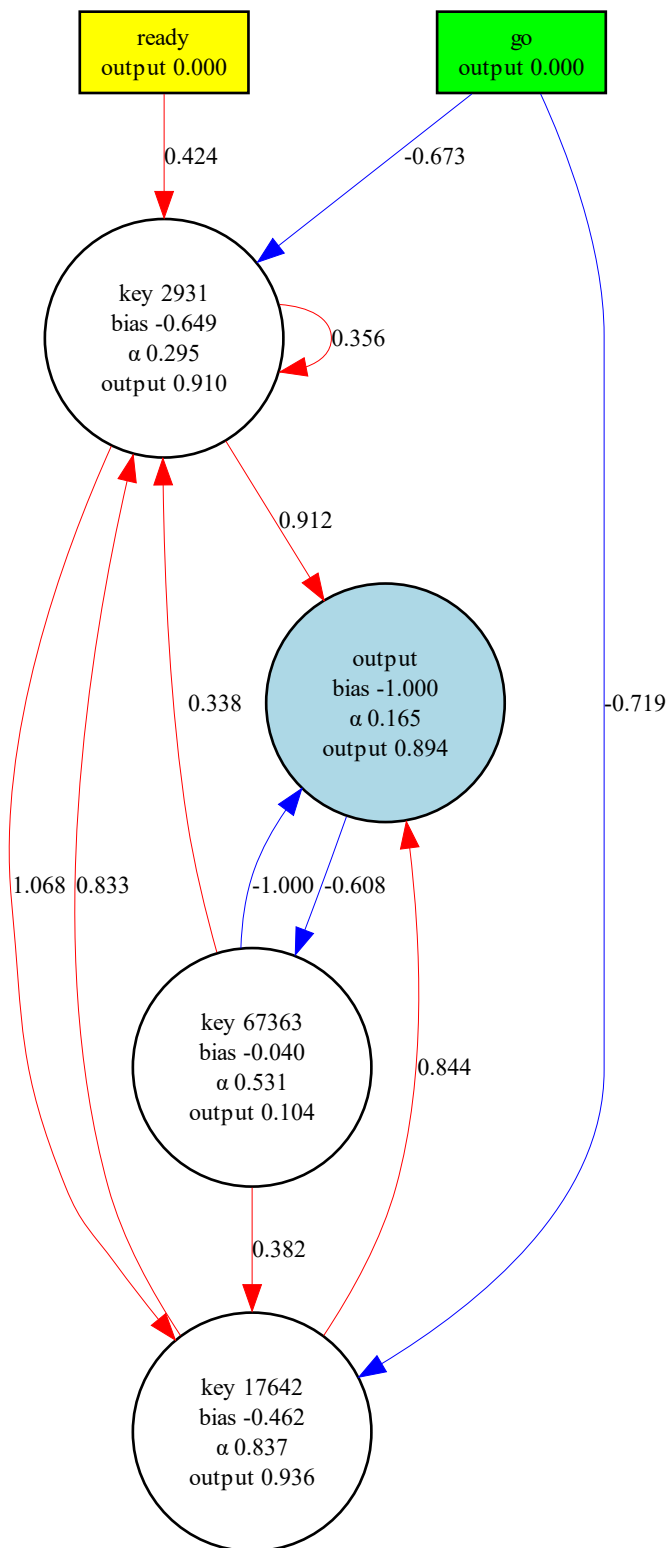 ready
output 0.000
go
output 0.000
0.424
-0.673
key 2931
bias -0.649
α 0.295
output 0.910
0.356
0.912
output
bias -1.000
α 0.165
output 0.894
0.338
-0.719
1.068
0.833
-1.000
-0.608
key 67363
bias -0.040
α 0.531
output 0.104
0.844
0.382
key 17642
bias -0.462
α 0.837
output 0.936